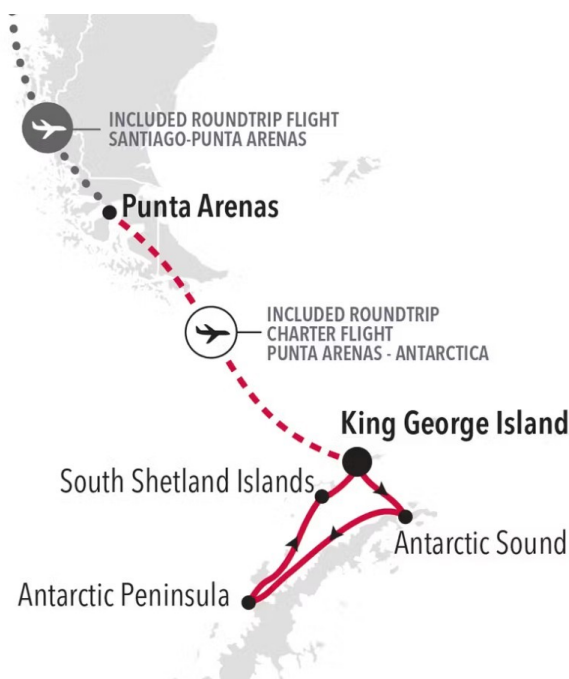 INCLUDED ROUNDTRIP FLIGHT
SANTIAGO-PUNTA ARENAS
Punta Arenas
INCLUDED ROUNDTRIP
CHARTER FLIGHT
PUNTA ARENAS - ANTARCTICA
King George Island
South Shetland Islands
Antarctic Sound
Antarctic Peninsula